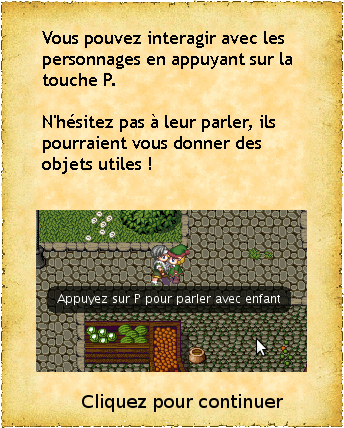 Vous pouvez interagir avec les
personnages en appuyant sur la
touche P.
N'hésitez pas à leur parler, ils
pourraient vous donner des
objets utiles !
Appuyez sur P pour parler avec enfant
Cliquez pour continuer